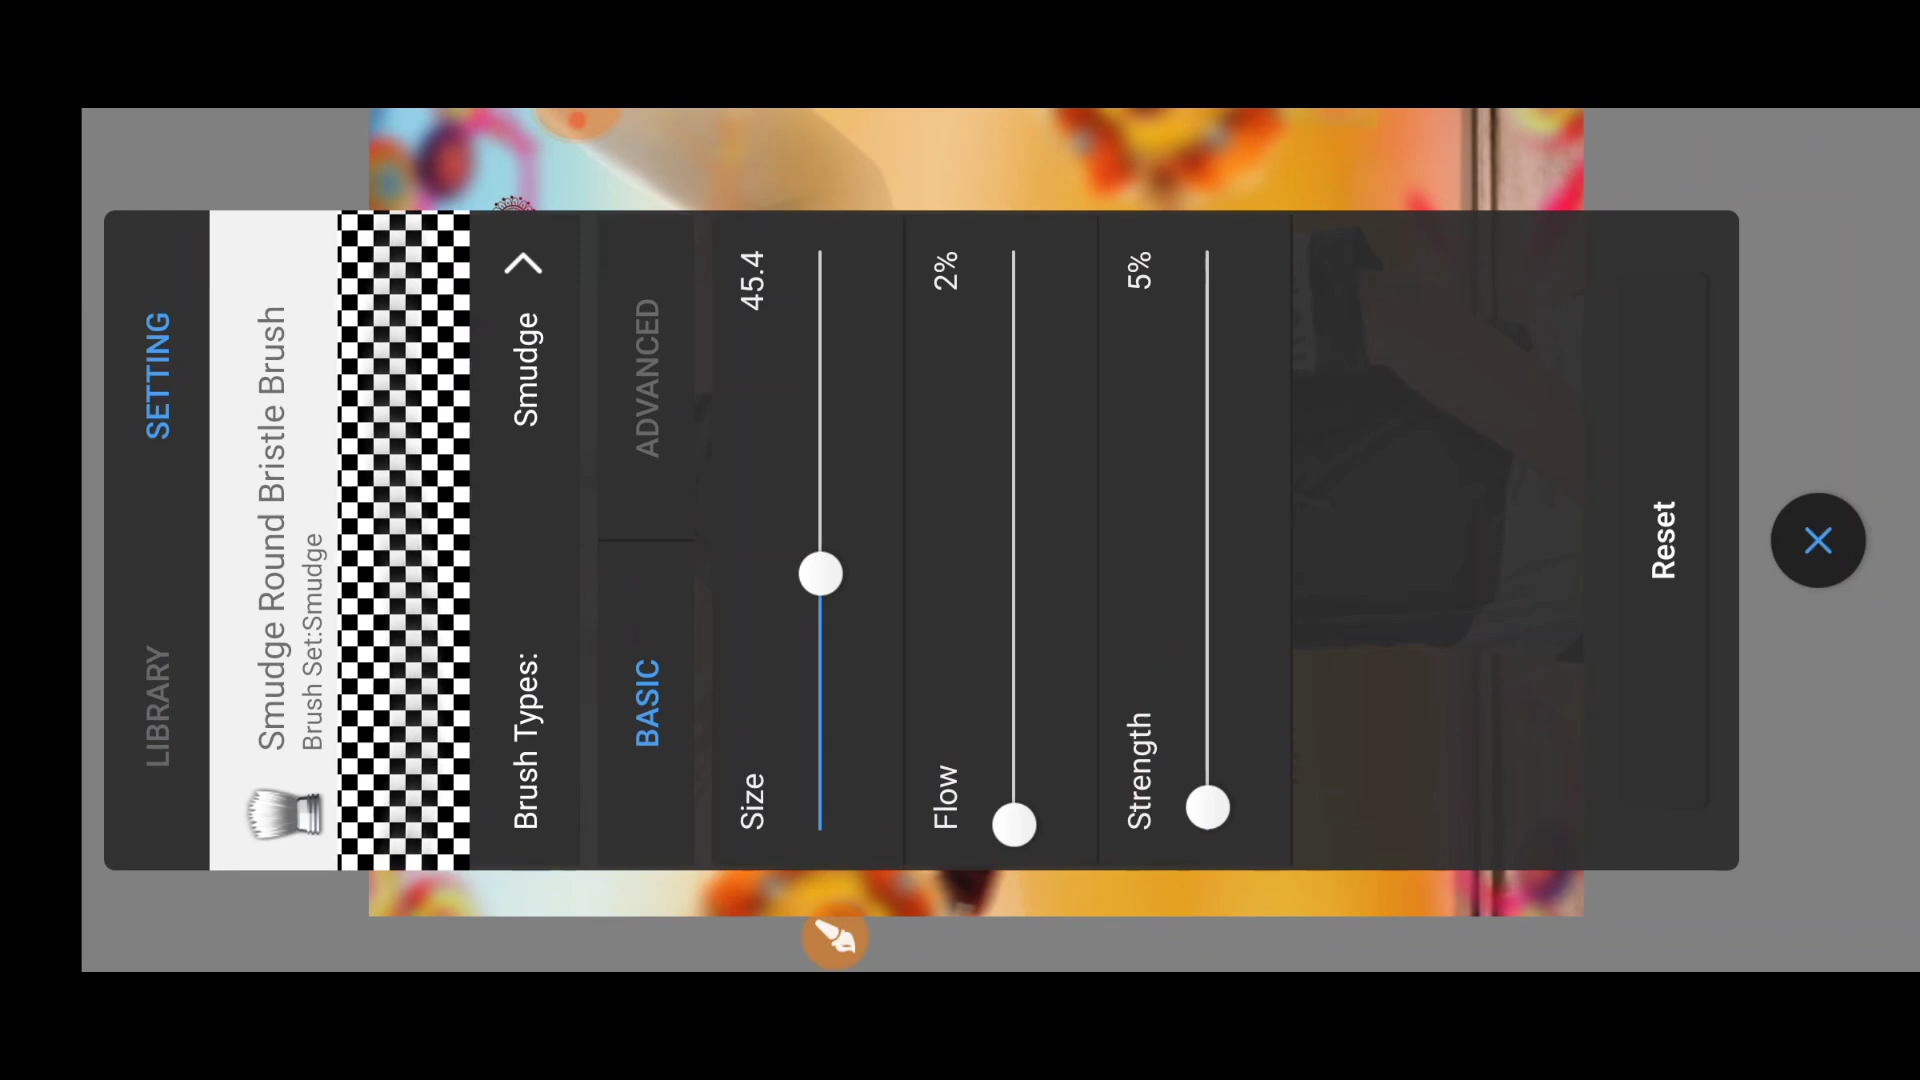 LIBRARY SETTING
Smudge Round Bristle Brush
Brush Set:Smudge
Brush Types: Smudge
BASIC ADVANCED
Size 45.4
Flow 2%
Strength 5%
Reset